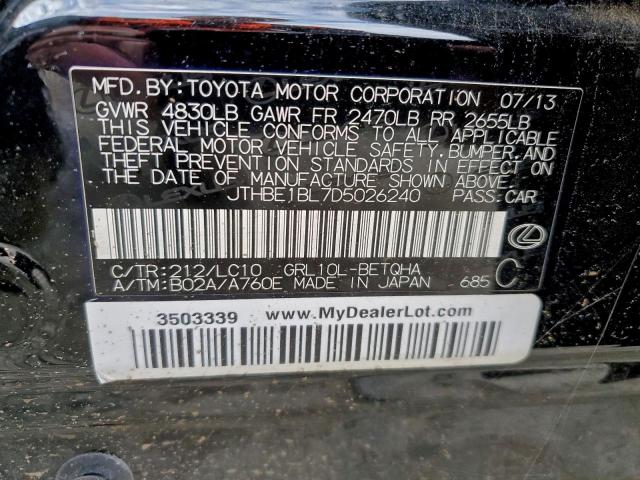 MFD. BY: TOYOTA MOTOR CORPORATION 07/13
GVWR 4830LB GAWR FR 2470LB RR 2655LB
THIS VEHICLE CONFORMS TO ALL APPLICABLE
FEDERAL MOTOR VEHICLE SAFETY, BUMPER, AND
THEFT PREVENTION STANDARDS IN EFFECT ON
THE DATE OF MANUFACTURE SHOWN ABOVE.
JTHBE1BL7D5026240 PASS. CAR
C/TR: 212/LC10 GRL10L-BETQHA
A/TM: B02A/A760E MADE IN JAPAN 685 C
3503339 www.MyDealerLot.com